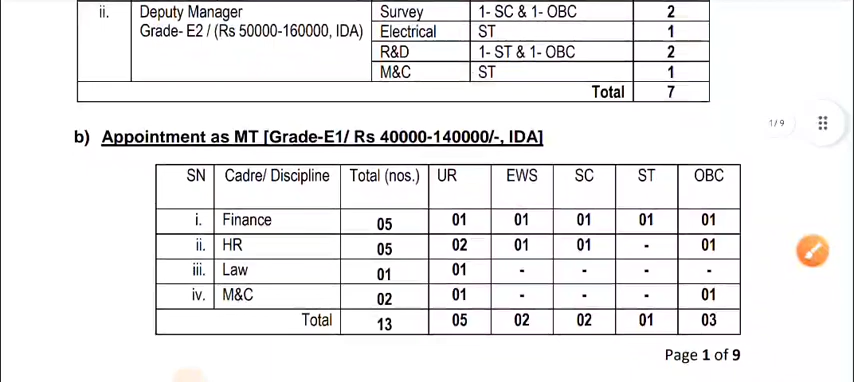 ii. Deputy Manager Survey 1- SC & 1- OBC 2
Grade- E2 / (Rs 50000-160000, IDA) Electrical ST 1
R&D 1- ST & 1- OBC 2
M&C ST 1
Total 7
b) Appointment as MT [Grade-E1/ Rs 40000-140000/-, IDA]
1/9
SN Cadre/ Discipline Total (nos.) UR EWS SC ST OBC
i. Finance 05 01 01 01 01 01
ii. HR 05 02 01 01 - 01
iii. Law 01 01 - - - -
iv. M&C 02 01 - - - 01
Total 13 05 02 02 01 03
Page 1 of 9